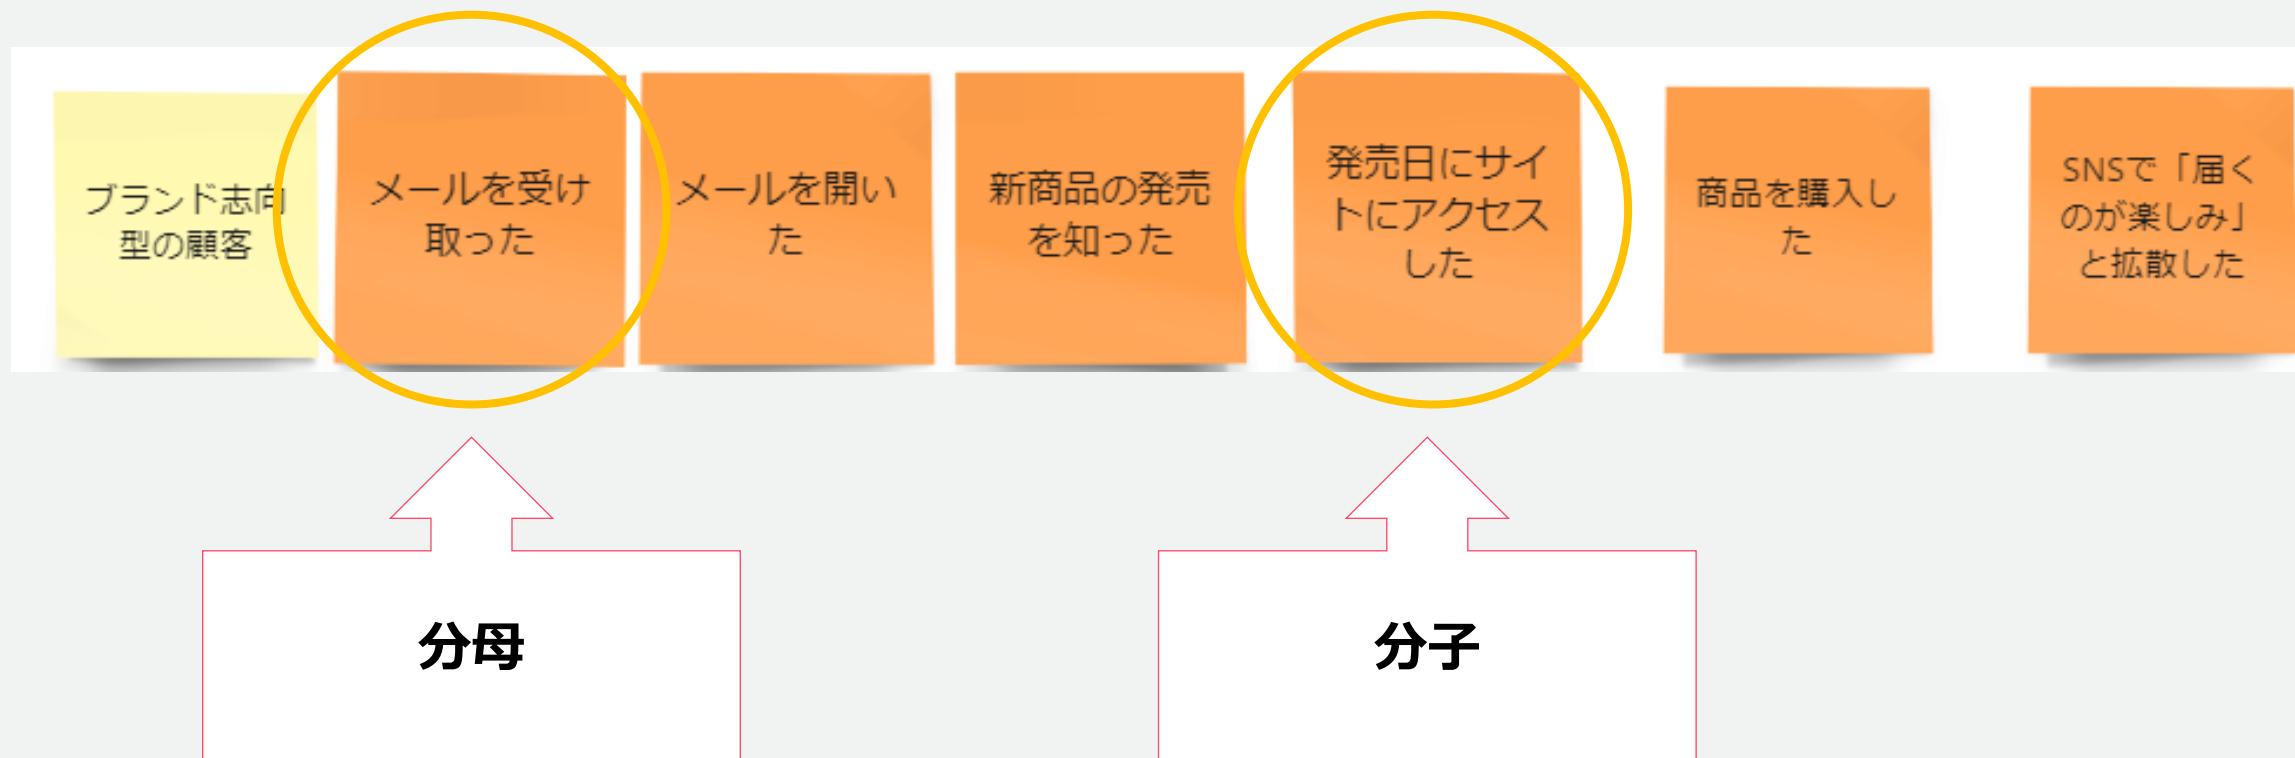 ブランド志向
型の顧客
メールを受け
取った
メールを開い
た
新商品の発売
を知った
発売日にサイ
トにアクセス
した
商品を購入し
た
SNSで「届く
のが楽しみ」
と拡散した
分母
分子